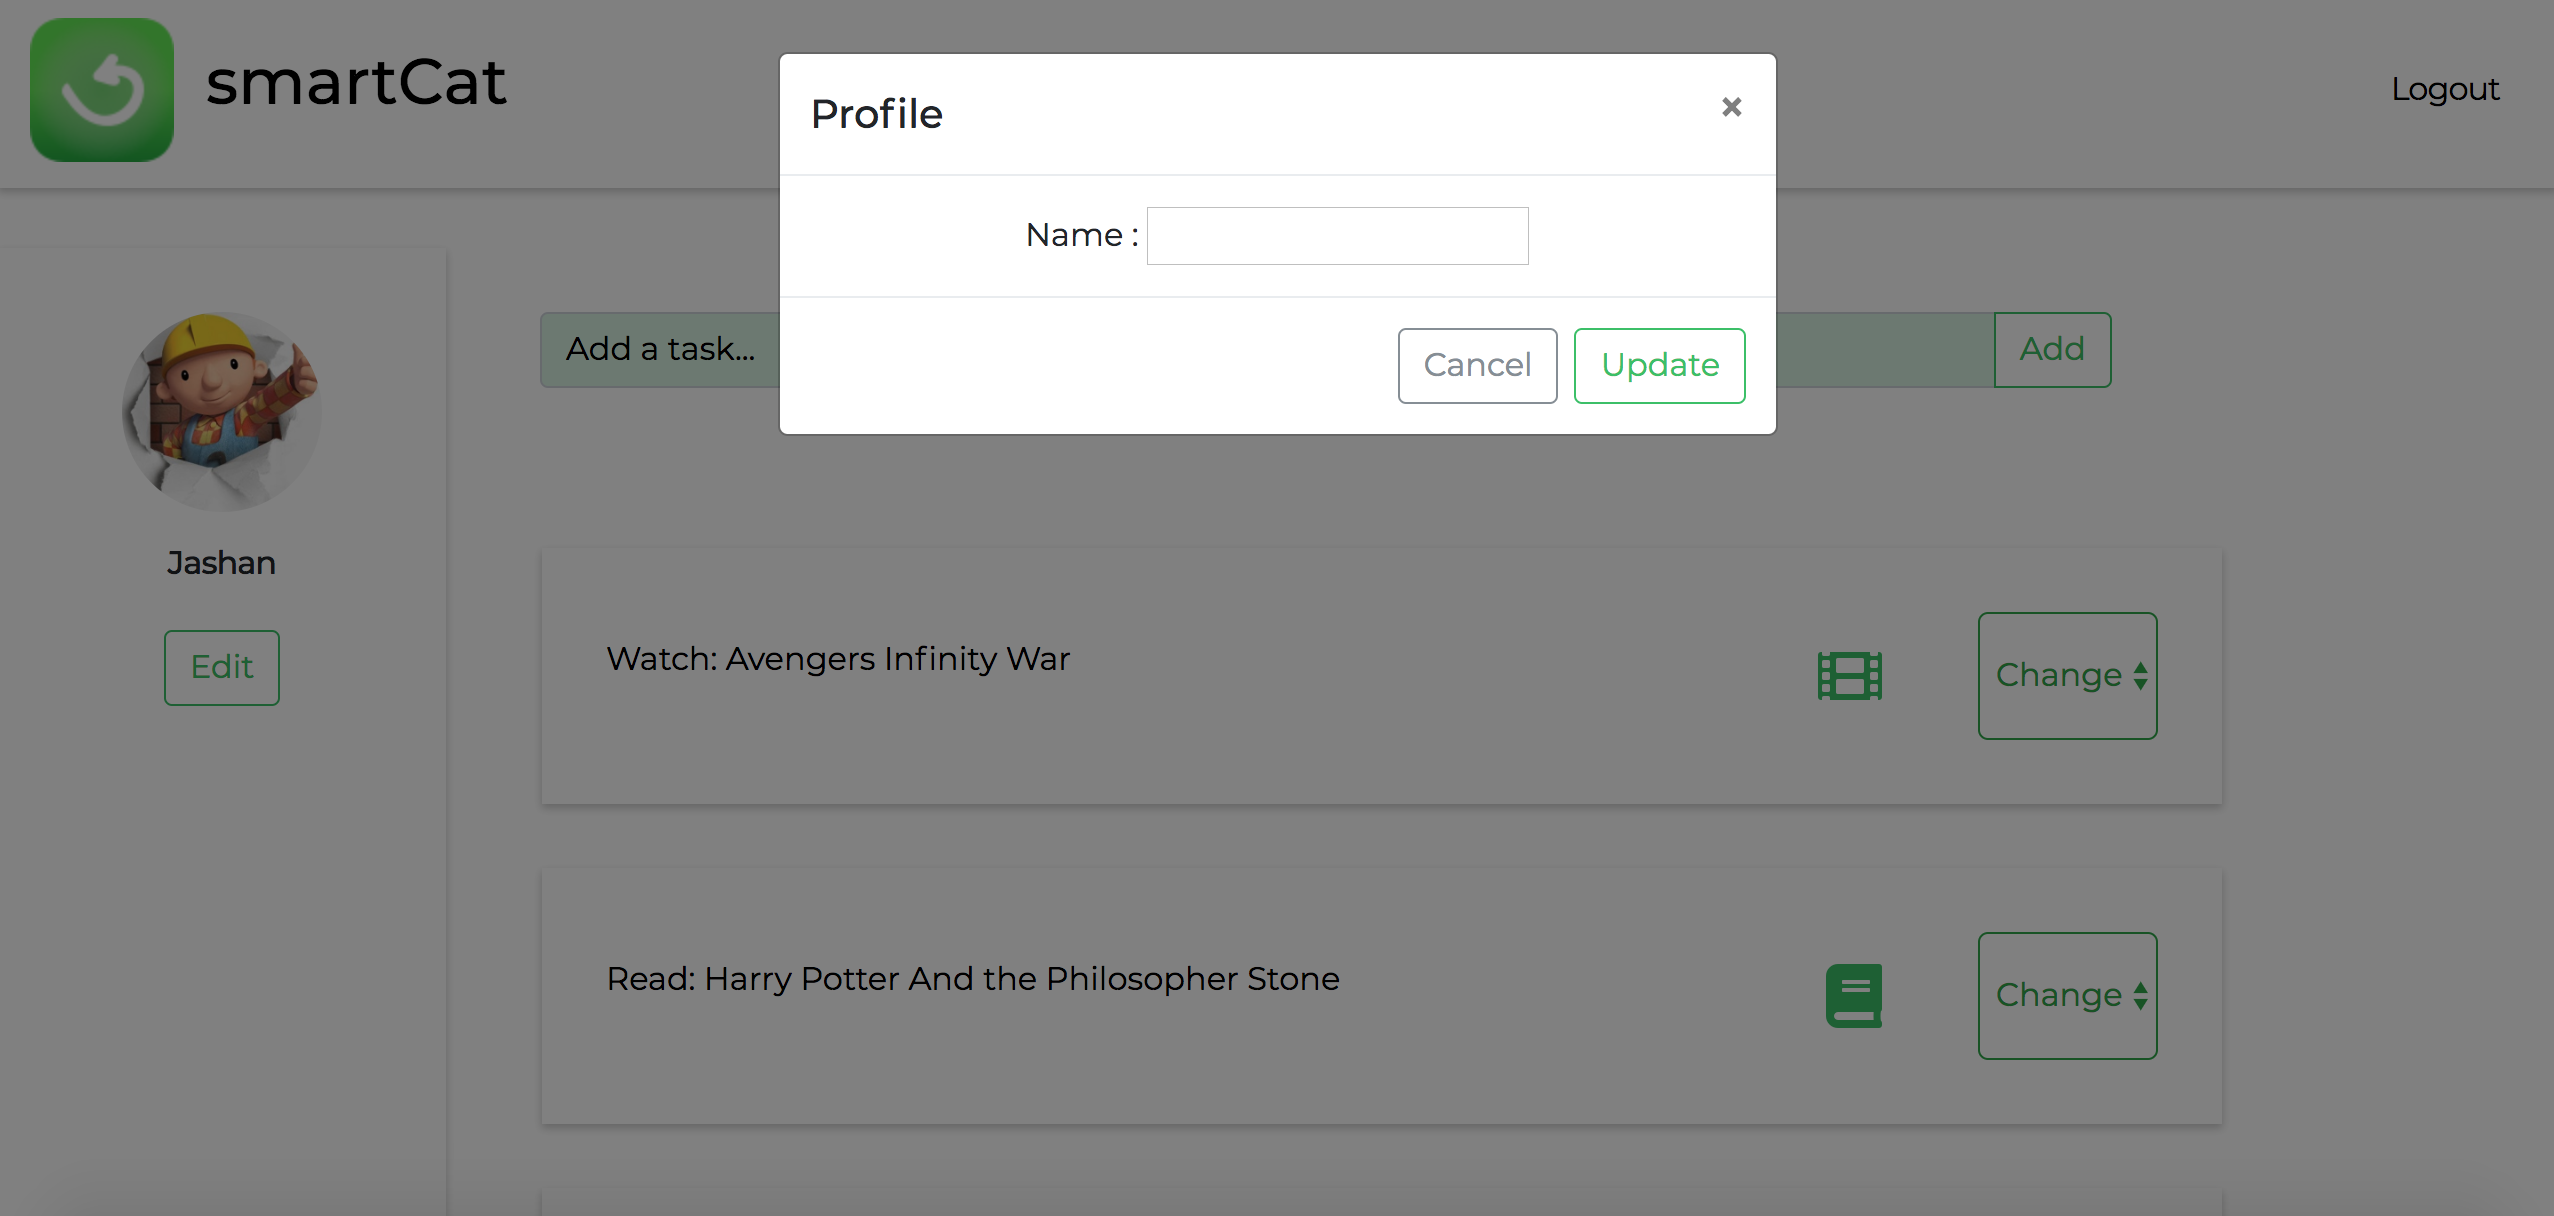 smartCat
Logout
Profile
×
Name :
Cancel
Update
Add a task...
Add
Jashan
Edit
Watch: Avengers Infinity War
Change
Read: Harry Potter And the Philosopher Stone
Change